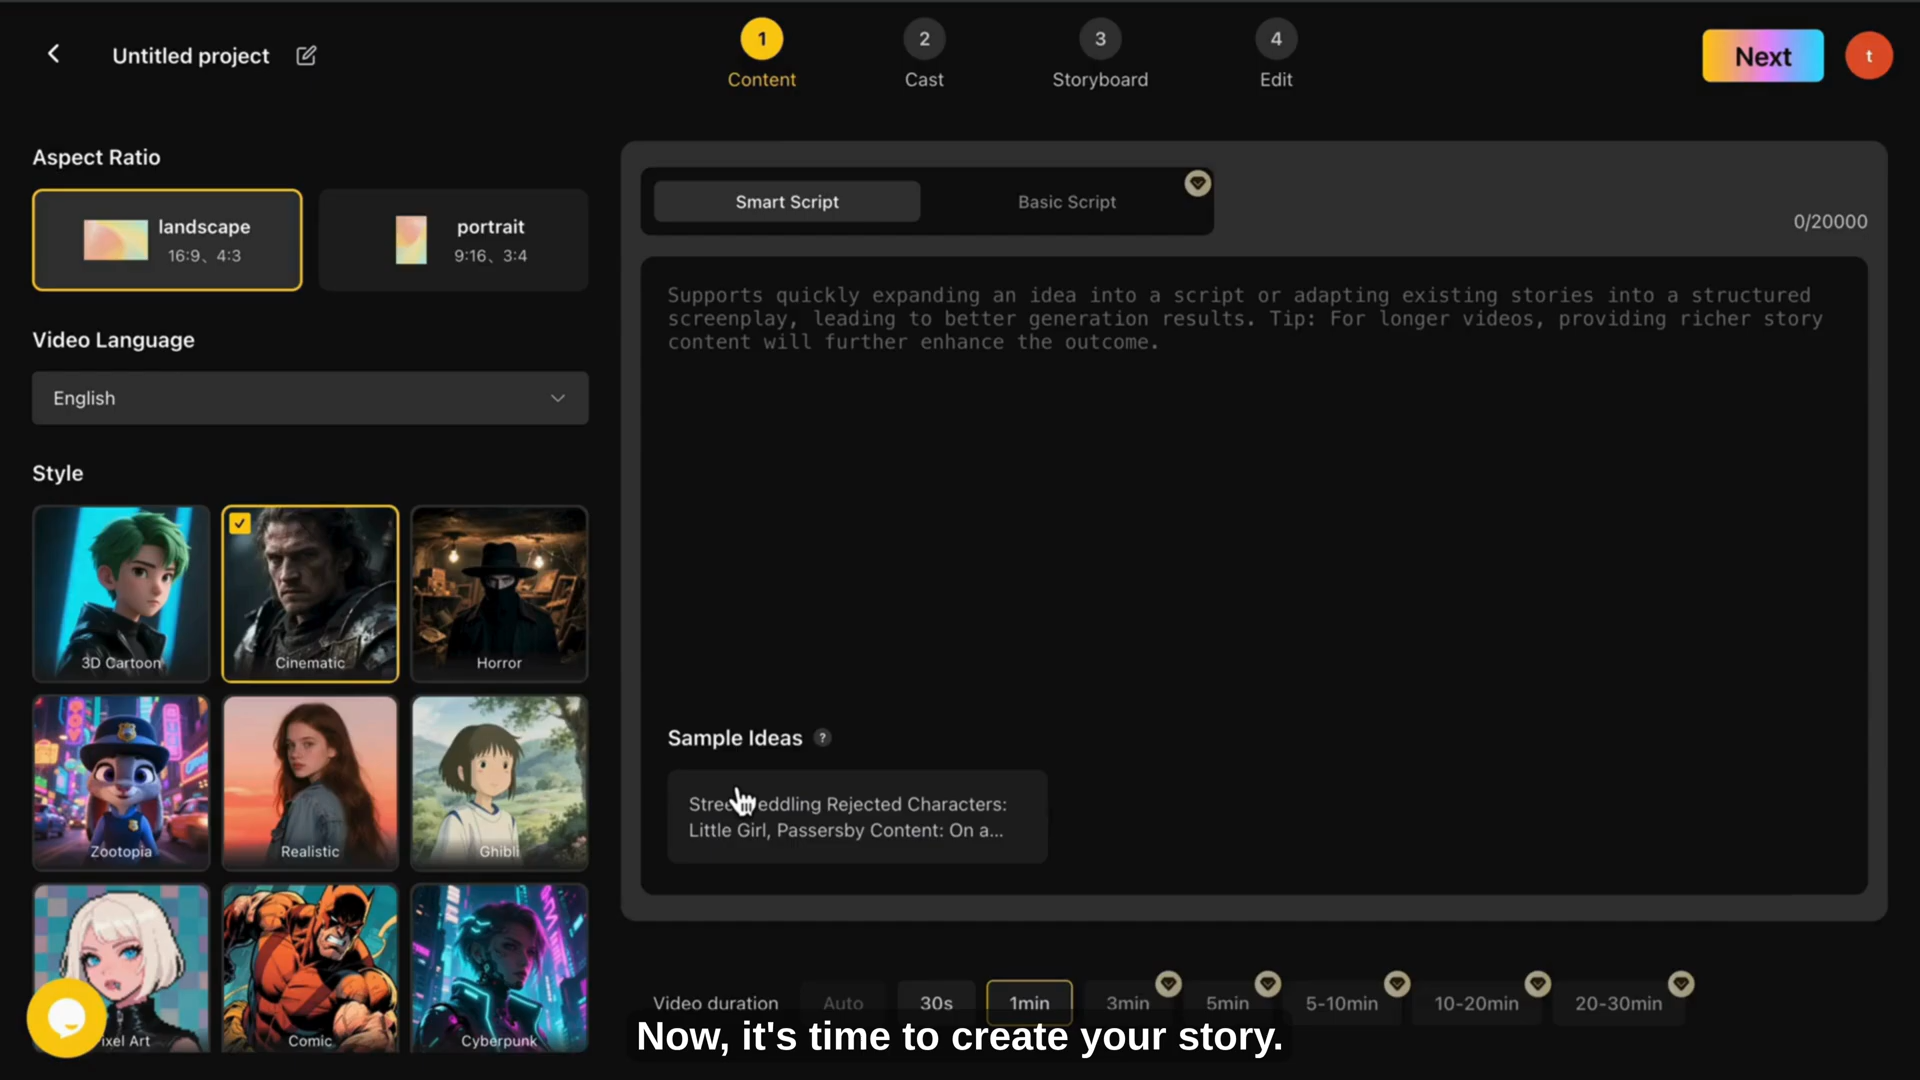 Untitled project
1
Content
2
Cast
3
Storyboard
4
Edit
Next
t
Aspect Ratio
landscape
16:9、4:3
portrait
9:16、3:4
Video Language
English
Style
3D Cartoon
Cinematic
Horror
Zootopia
Realistic
Ghibli
ixel Art
Comic
Cyberpunk
Smart Script
Basic Script
0/20000
Supports quickly expanding an idea into a script or adapting existing stories into a structured
screenplay, leading to better generation results. Tip: For longer videos, providing richer story
content will further enhance the outcome.
Sample Ideas ?
Rejected Characters:
Little Girl, Passersby Content: On a...
Video duration
Auto
30s
1min
3min
5min
5-10min
10-20min
20-30min
Now, it's time to create your story.